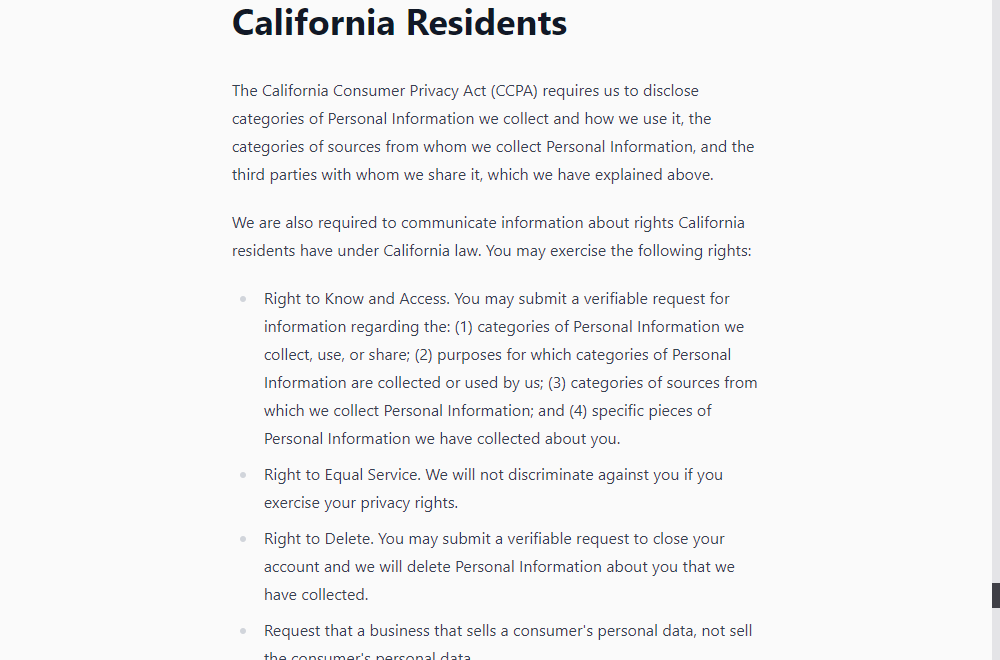 California Residents
The California Consumer Privacy Act (CCPA) requires us to disclose
categories of Personal Information we collect and how we use it, the
categories of sources from whom we collect Personal Information, and the
third parties with whom we share it, which we have explained above.
We are also required to communicate information about rights California
residents have under California law. You may exercise the following rights:
Right to Know and Access. You may submit a verifiable request for
information regarding the: (1) categories of Personal Information we
collect, use, or share; (2) purposes for which categories of Personal
Information are collected or used by us; (3) categories of sources from
which we collect Personal Information; and (4) specific pieces of
Personal Information we have collected about you.
Right to Equal Service. We will not discriminate against you if you
exercise your privacy rights.
Right to Delete. You may submit a verifiable request to close your
account and we will delete Personal Information about you that we
have collected.
Request that a business that sells a consumer's personal data, not sell
the consumer's personal data.